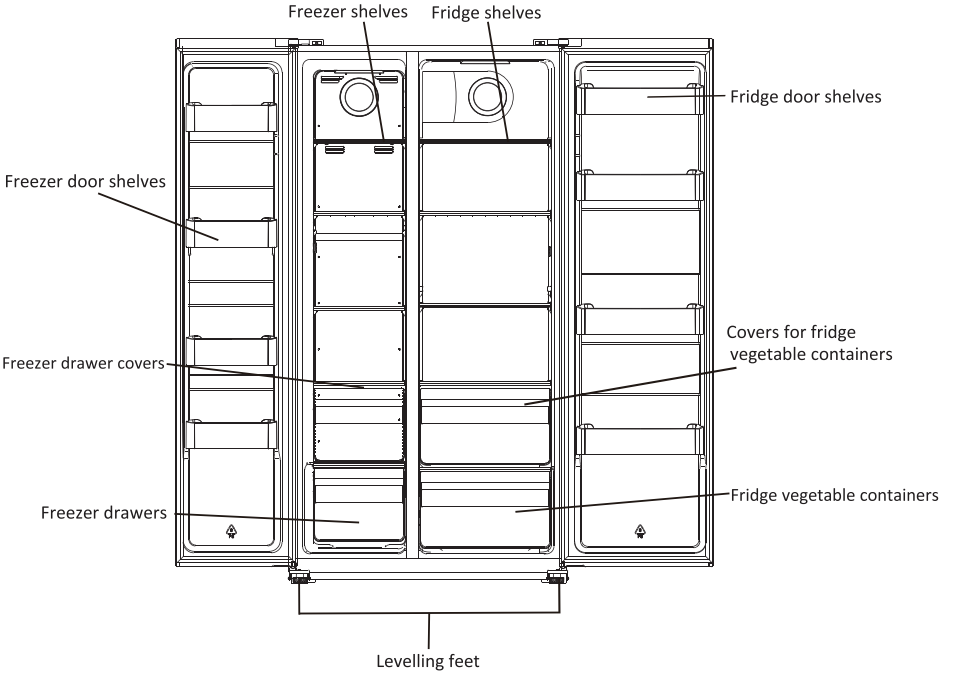 Freezer shelves
Fridge shelves
Fridge door shelves
Freezer door shelves
Covers for fridge
vegetable containers
Freezer drawer covers
Fridge vegetable containers
Freezer drawers
Levelling feet